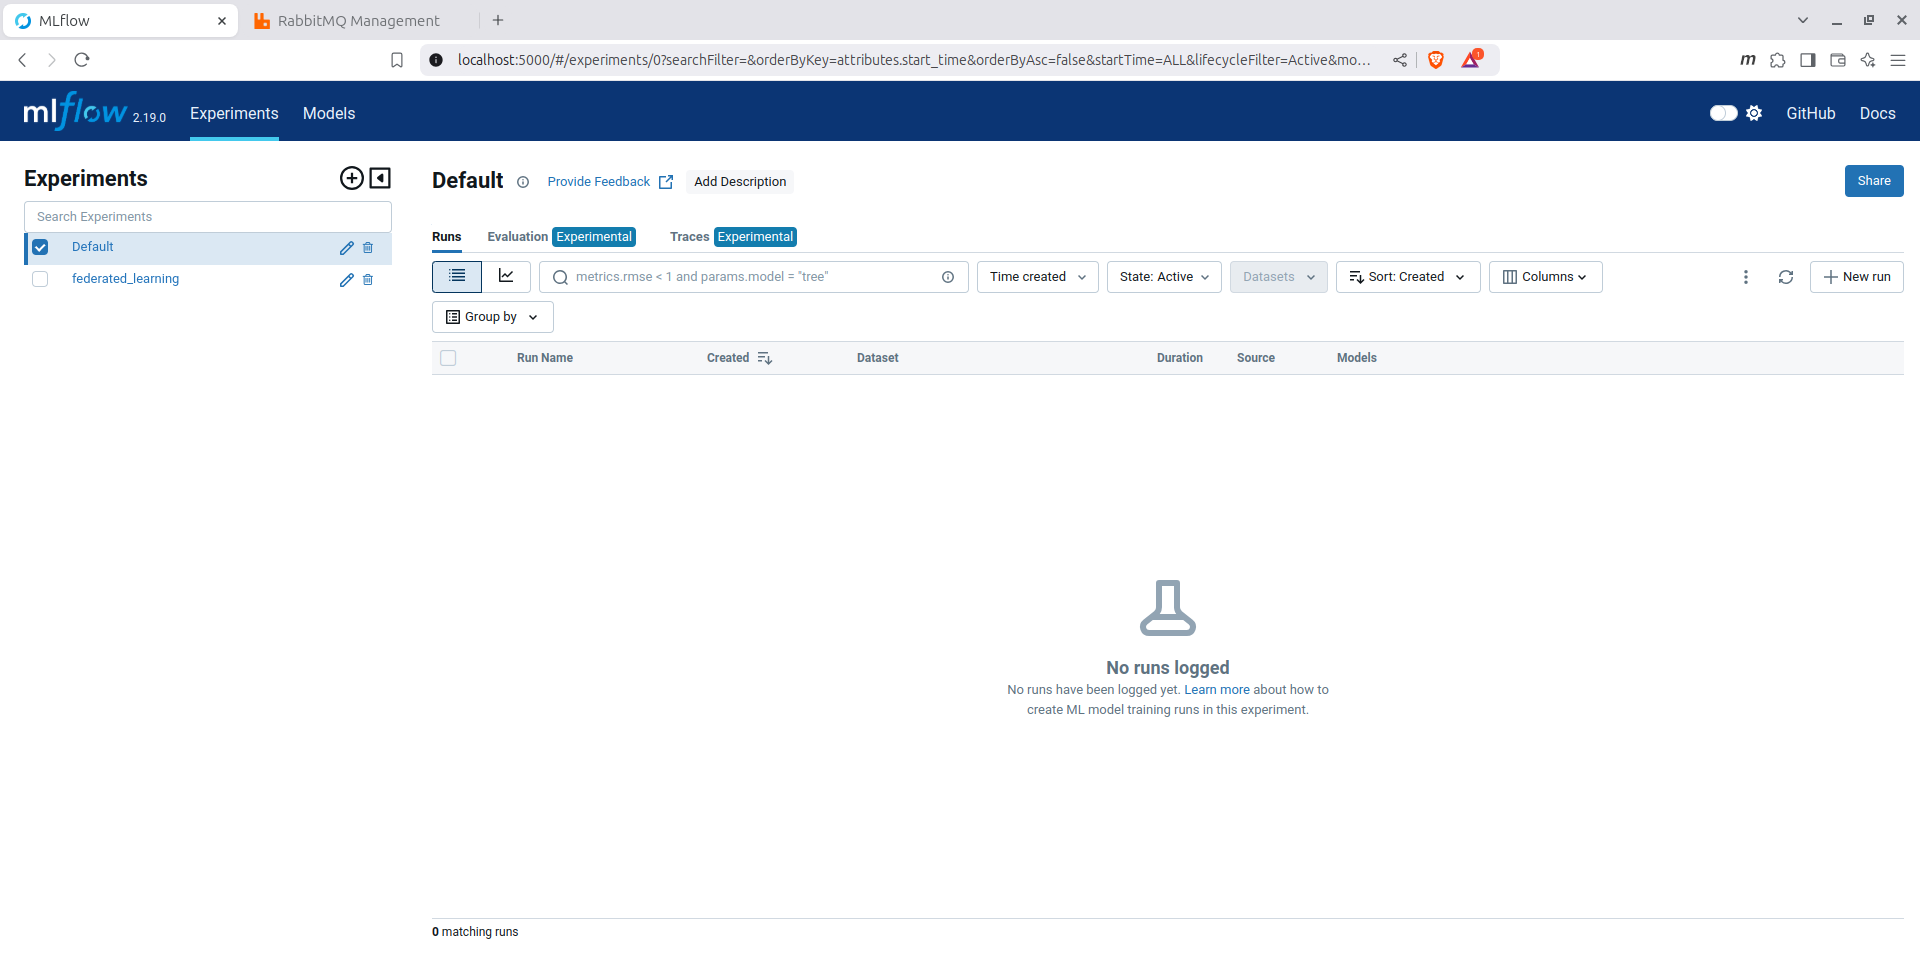 MLflow
RabbitMQ Management
localhost:5000/#/experiments/0?searchFilter=&orderByKey=attributes.start_time&orderByAsc=false&startTime=ALL&lifecycleFilter=Active&mo...
1
m
mlflow 2.19.0
Experiments
Models
GitHub
Docs
Experiments
Search Experiments
Default
federated_learning
Default
Provide Feedback
Add Description
Share
Runs
Evaluation Experimental
Traces Experimental
metrics.rmse < 1 and params.model = "tree"
Time created
State: Active
Datasets
Sort: Created
Columns
New run
Group by
Run Name
Created
Dataset
Duration
Source
Models
No runs logged
No runs have been logged yet. Learn more about how to
create ML model training runs in this experiment.
0 matching runs